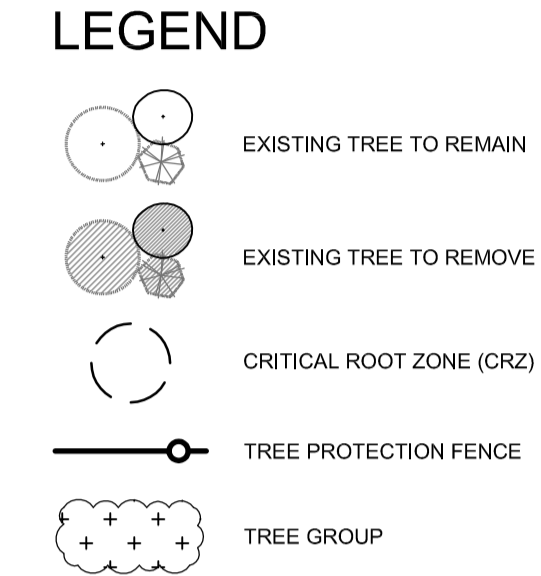 LEGEND
EXISTING TREE TO REMAIN
EXISTING TREE TO REMOVE
CRITICAL ROOT ZONE (CRZ)
TREE PROTECTION FENCE
TREE GROUP